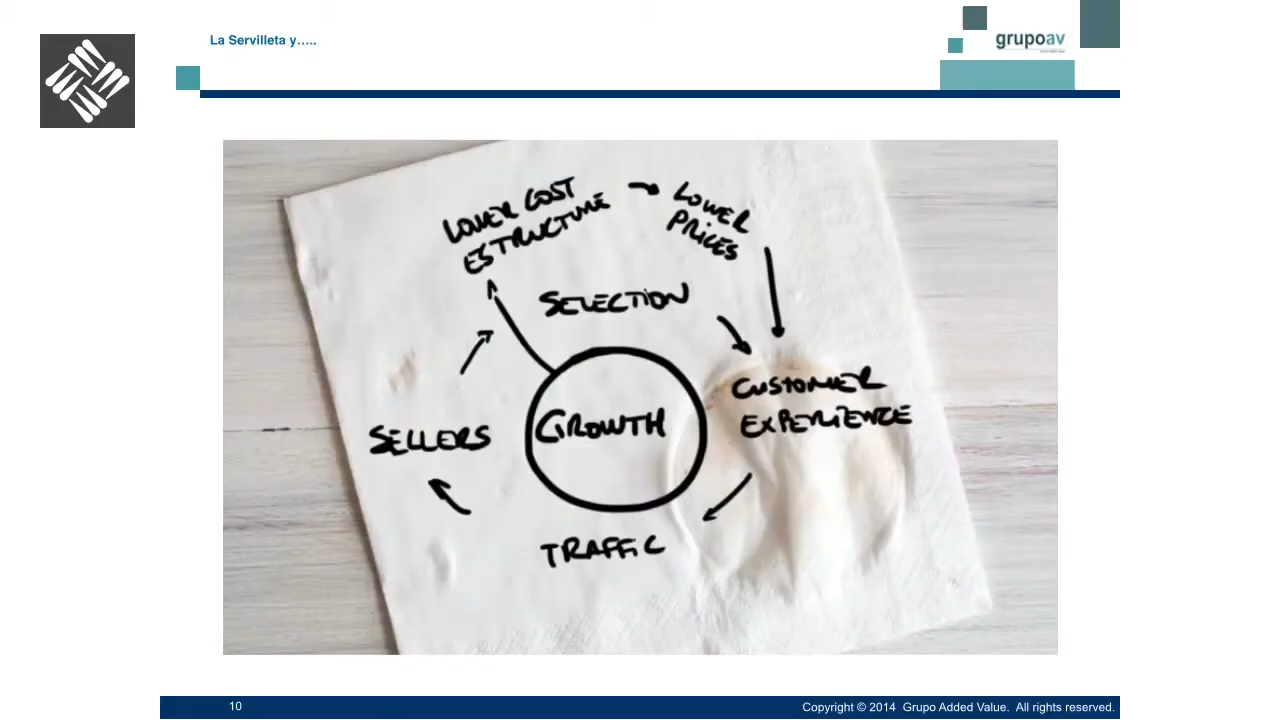 La Servilleta y…..
grupoav
LOWER COST
ESTRUCTURE
LOWER
PRICES
SELECTION
CUSTOMER
EXPERIENCE
GROWTH
SELLERS
TRAFFIC
10
Copyright © 2014 Grupo Added Value. All rights reserved.